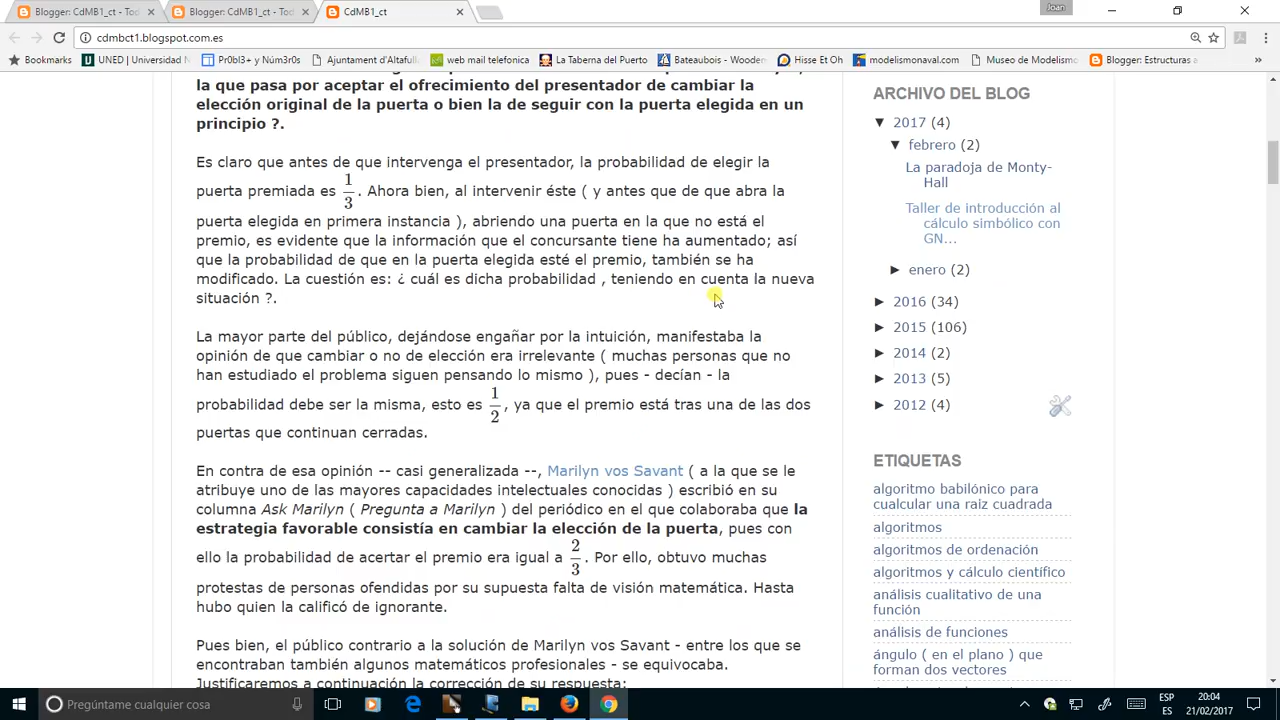 Blogger: CdMB1_ct - Tod
Blogger: CdMB1_ct - Tod
CdMB1_ct
Joan
cdmbct1.blogspot.com.es
Bookmarks
UNED | Universidad N
Pr0bl3+ y Núm3r0s
Ajuntament d'Altafull
web mail telefonica
La Taberna del Puerto
Bateaubois - Wooden
Hisse Et Oh
modelismonaval.com
Museo de Modelism
Blogger: Estructuras a
la que pasa por aceptar el ofrecimiento del presentador de cambiar la
elección original de la puerta o bien la de seguir con la puerta elegida en un
principio ?.
Es claro que antes de que intervenga el presentador, la probabilidad de elegir la
puerta premiada es 1/3. Ahora bien, al intervenir éste ( y antes que de que abra la
puerta elegida en primera instancia ), abriendo una puerta en la que no está el
premio, es evidente que la información que el concursante tiene ha aumentado; así
que la probabilidad de que en la puerta elegida esté el premio, también se ha
modificado. La cuestión es: ¿ cuál es dicha probabilidad , teniendo en cuenta la nueva
situación ?.
La mayor parte del público, dejándose engañar por la intuición, manifestaba la
opinión de que cambiar o no de elección era irrelevante ( muchas personas que no
han estudiado el problema siguen pensando lo mismo ), pues - decían - la
probabilidad debe ser la misma, esto es 1/2, ya que el premio está tras una de las dos
puertas que continuan cerradas.
En contra de esa opinión -- casi generalizada --, Marilyn vos Savant ( a la que se le
atribuye uno de las mayores capacidades intelectuales conocidas ) escribió en su
columna Ask Marilyn ( Pregunta a Marilyn ) del periódico en el que colaboraba que la
estrategia favorable consistía en cambiar la elección de la puerta, pues con
ello la probabilidad de acertar el premio era igual a 2/3. Por ello, obtuvo muchas
protestas de personas ofendidas por su supuesta falta de visión matemática. Hasta
hubo quien la calificó de ignorante.
Pues bien, el público contrario a la solución de Marilyn vos Savant - entre los que se
encontraban también algunos matemáticos profesionales - se equivocaba.
a continuación la corrección de su respuesta:
ARCHIVO DEL BLOG
▼ 2017 (4)
▼ febrero (2)
La paradoja de Monty-
Hall
Taller de introducción al
cálculo simbólico con
GN...
► enero (2)
► 2016 (34)
► 2015 (106)
► 2014 (2)
► 2013 (5)
► 2012 (4)
ETIQUETAS
algoritmo babilónico para
cualcular una raiz cuadrada
algoritmos
algoritmos de ordenación
algoritmos y cálculo científico
análisis cualitativo de una
función
análisis de funciones
ángulo ( en el plano ) que
forman dos vectores
Pregúntame cualquier cosa
ESP
ES
20:04
21/02/2017